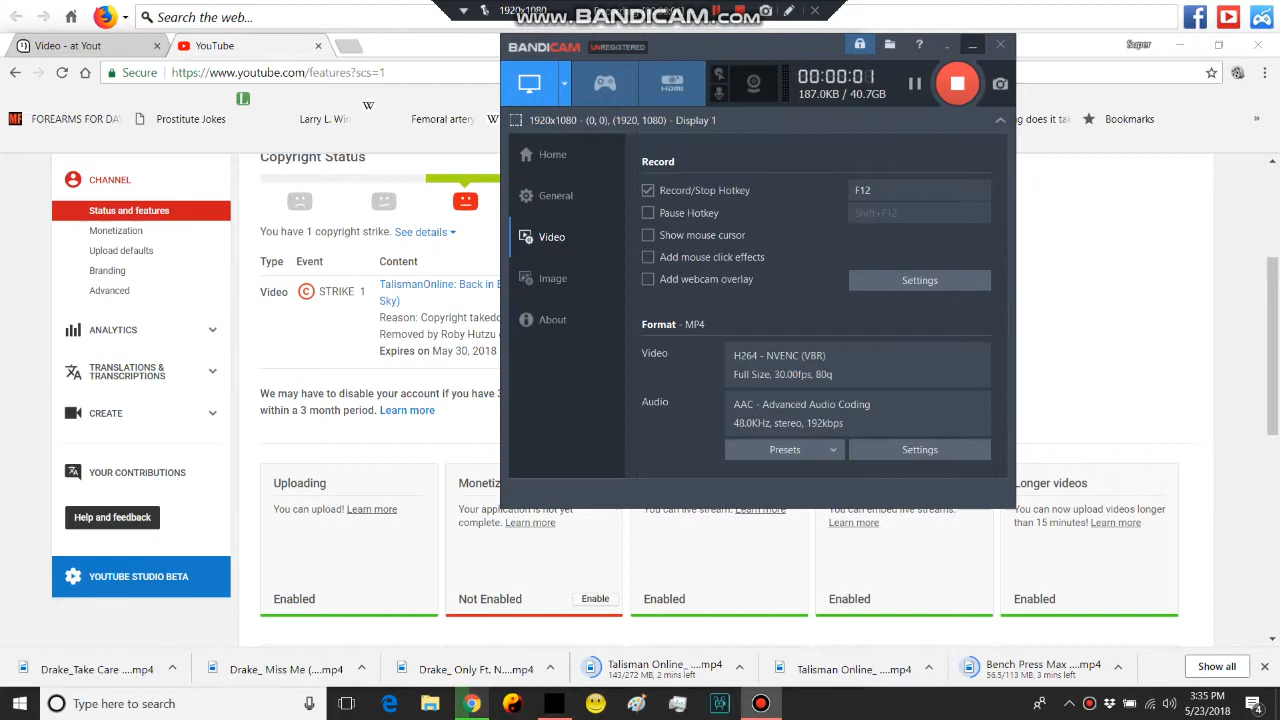 Search the Web...
1920x1080
www.BANDICAM.com
Video - at Yout
YouTube
Super
Secure
https://www.youtube.com/features?scs=1
FOREARMS FOR DAY
Prostitute Jokes
Larry L. Win
Femoral artery
ng does it take
Bookmarks
BANDICAM UNREGISTERED
00:00:01
187.0KB / 40.7GB
HDMI
1920x1080 - (0, 0), (1920, 1080) - Display 1
Home
General
Video
Image
About
Record
Record/Stop Hotkey
F12
Pause Hotkey
Shift+F12
Show mouse cursor
Add mouse click effects
Add webcam overlay
Settings
Format - MP4
Video
H264 - NVENC (VBR)
Full Size, 30.00fps, 80q
Audio
AAC - Advanced Audio Coding
48.0KHz, stereo, 192kbps
Presets
Settings
CHANNEL
Status and features
Monetization
Upload defaults
Branding
Advanced
ANALYTICS
TRANSLATIONS &
TRANSCRIPTIONS
CREATE
YOUR CONTRIBUTIONS
Help and feedback
YOUTUBE STUDIO BETA
Copyright Status
You have 1 copyright strike. See details
Type Event Content
Video STRIKE 1 TalismanOnline: Back in
Sky)
Reason: Copyright takedo
Removed by Roby Hutzu
Expires on May 30, 2018
We may have to disable your account if you have 3
within a 3 month period. Learn more
Uploading
You can upload! Learn more
Enabled
Moneti
Your application is not yet
complete. Learn more
Not Enabled
Enable
You can live stream. Learn more
Enabled
You can embed live streams.
Learn more
Enabled
Longer videos
You can now upload videos longer
than 15 minutes! Learn more
Enabled
Drake_Take Care ....mp4
Drake_ Miss Me (....mp4
Drake_Only Ft. N....mp4
Talisman Online_ ....mp4
143/272 MB, 2 mins left
Talisman Online_ ....mp4
Bench Press Max ....mp4
56.5/113 MB, 3 mins left
Show all
Type here to search
3:35 PM
5/23/2018
4